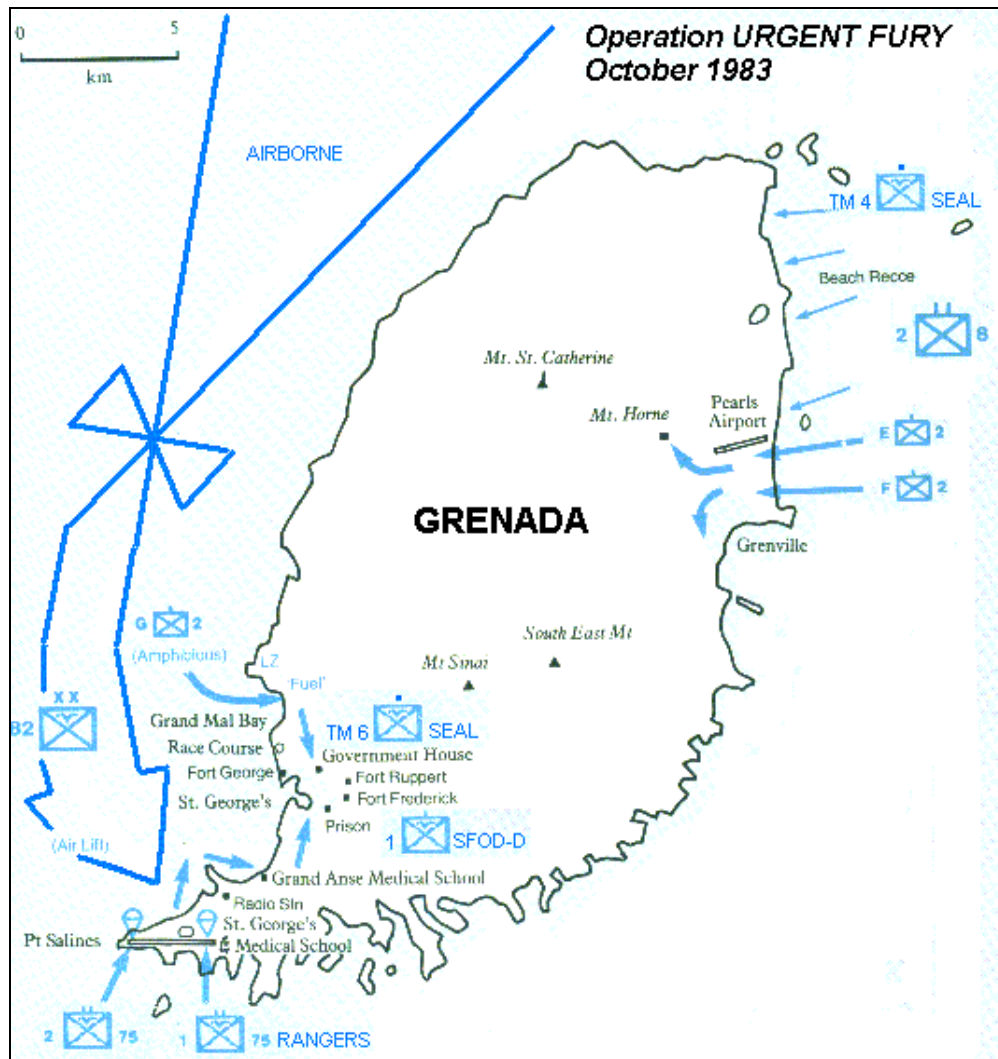 Operation URGENT FURY
October 1983
0 5
km
AIRBORNE
TM 4 SEAL
Beach Recce
2 8
Mt. St. Catherine
Mt. Horne
Pearls
Airport
E 2
F 2
GRENADA
Grenville
G 2
(Amphicious)
LZ
'Fuel'
South East Mt
Mt Sinai
XX
82
TM 6 SEAL
Grand Mal Bay
Race Course
Government House
Fort George
Fort Ruppert
St. George's
Fort Frederick
Prison
1 SFOD-D
(Air Lift)
Grand Anse Medical School
Radio Sln
St. George's
Medical School
Pt Salines
2 75
1 75 RANGERS